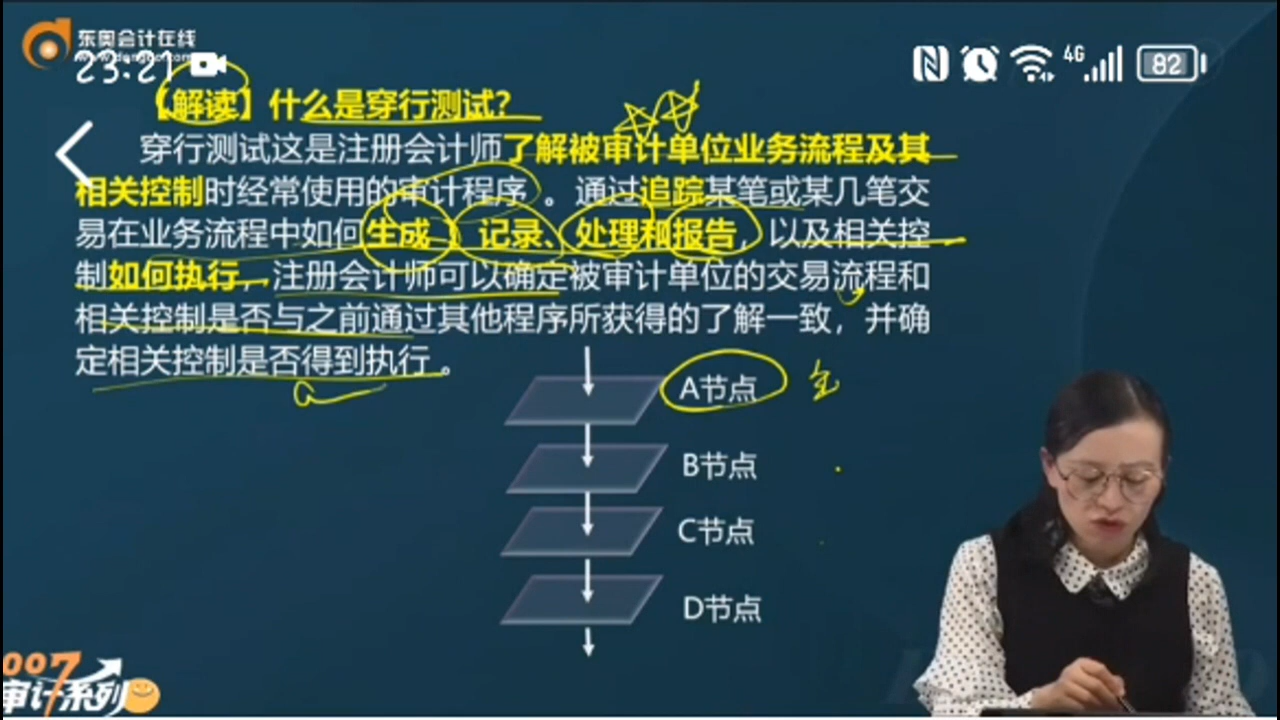 东奥会计在线
www.dongao.com
23:21
4G
82
【解读】什么是穿行测试？
穿行测试这是注册会计师了解被审计单位业务流程及其
相关控制时经常使用的审计程序。通过追踪某笔或某几笔交
易在业务流程中如何生成、记录、处理和报告，以及相关控
制如何执行，注册会计师可以确定被审计单位的交易流程和
相关控制是否与之前通过其他程序所获得的了解一致，并确
定相关控制是否得到执行。
A节点
B节点
C节点
D节点
007
审计系列